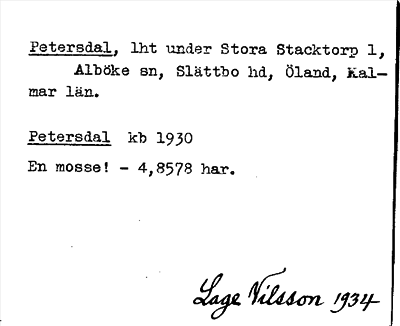 Petersdal, lht under Stora Stacktorp 1,
Alböke sn, Slättbo hd, Öland, Kal-
mar län.
Petersdal kb 1930
En mosse! - 4,8578 har.
Lage Nilsson 1934